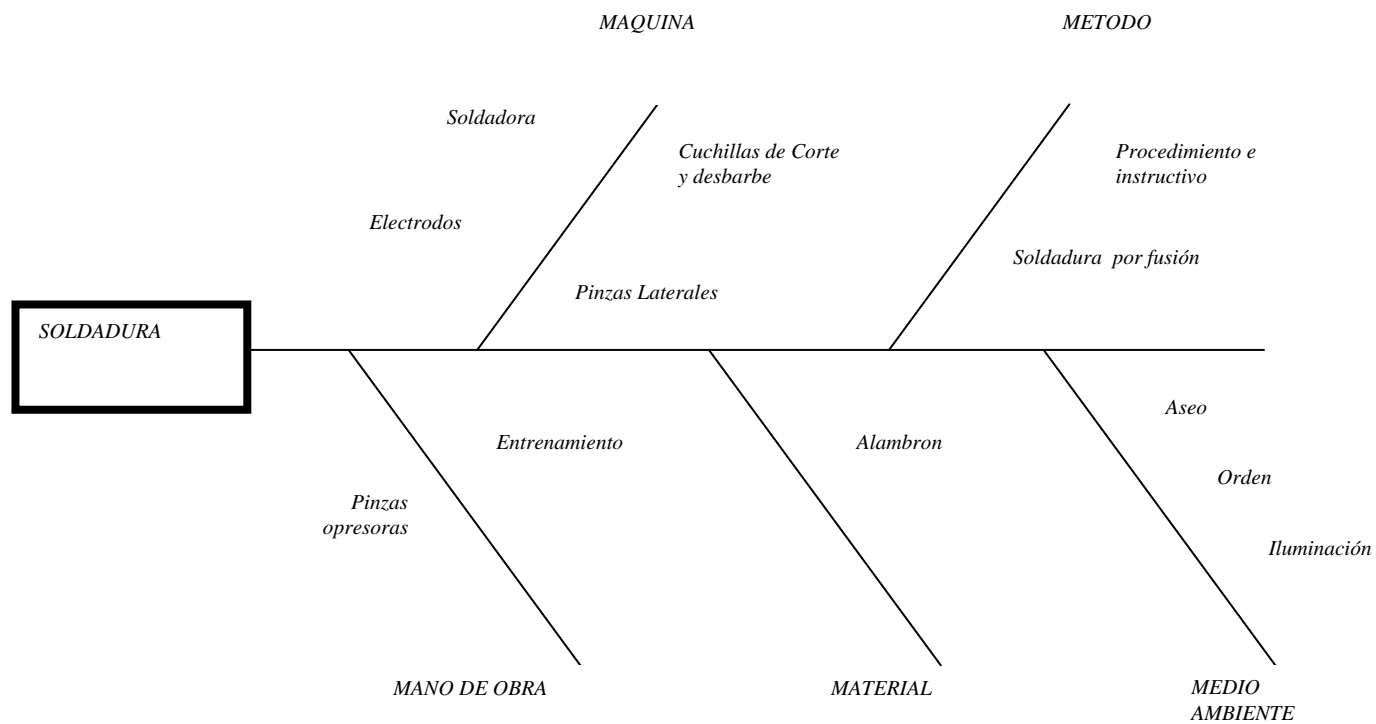 MAQUINA
METODO
Soldadora
Cuchillas de Corte
y desbarbe
Procedimiento e
instructivo
Electrodos
Soldadura por fusión
Pinzas Laterales
SOLDADURA
Aseo
Entrenamiento
Alambron
Orden
Pinzas
opresoras
Iluminación
MANO DE OBRA
MATERIAL
MEDIO
AMBIENTE